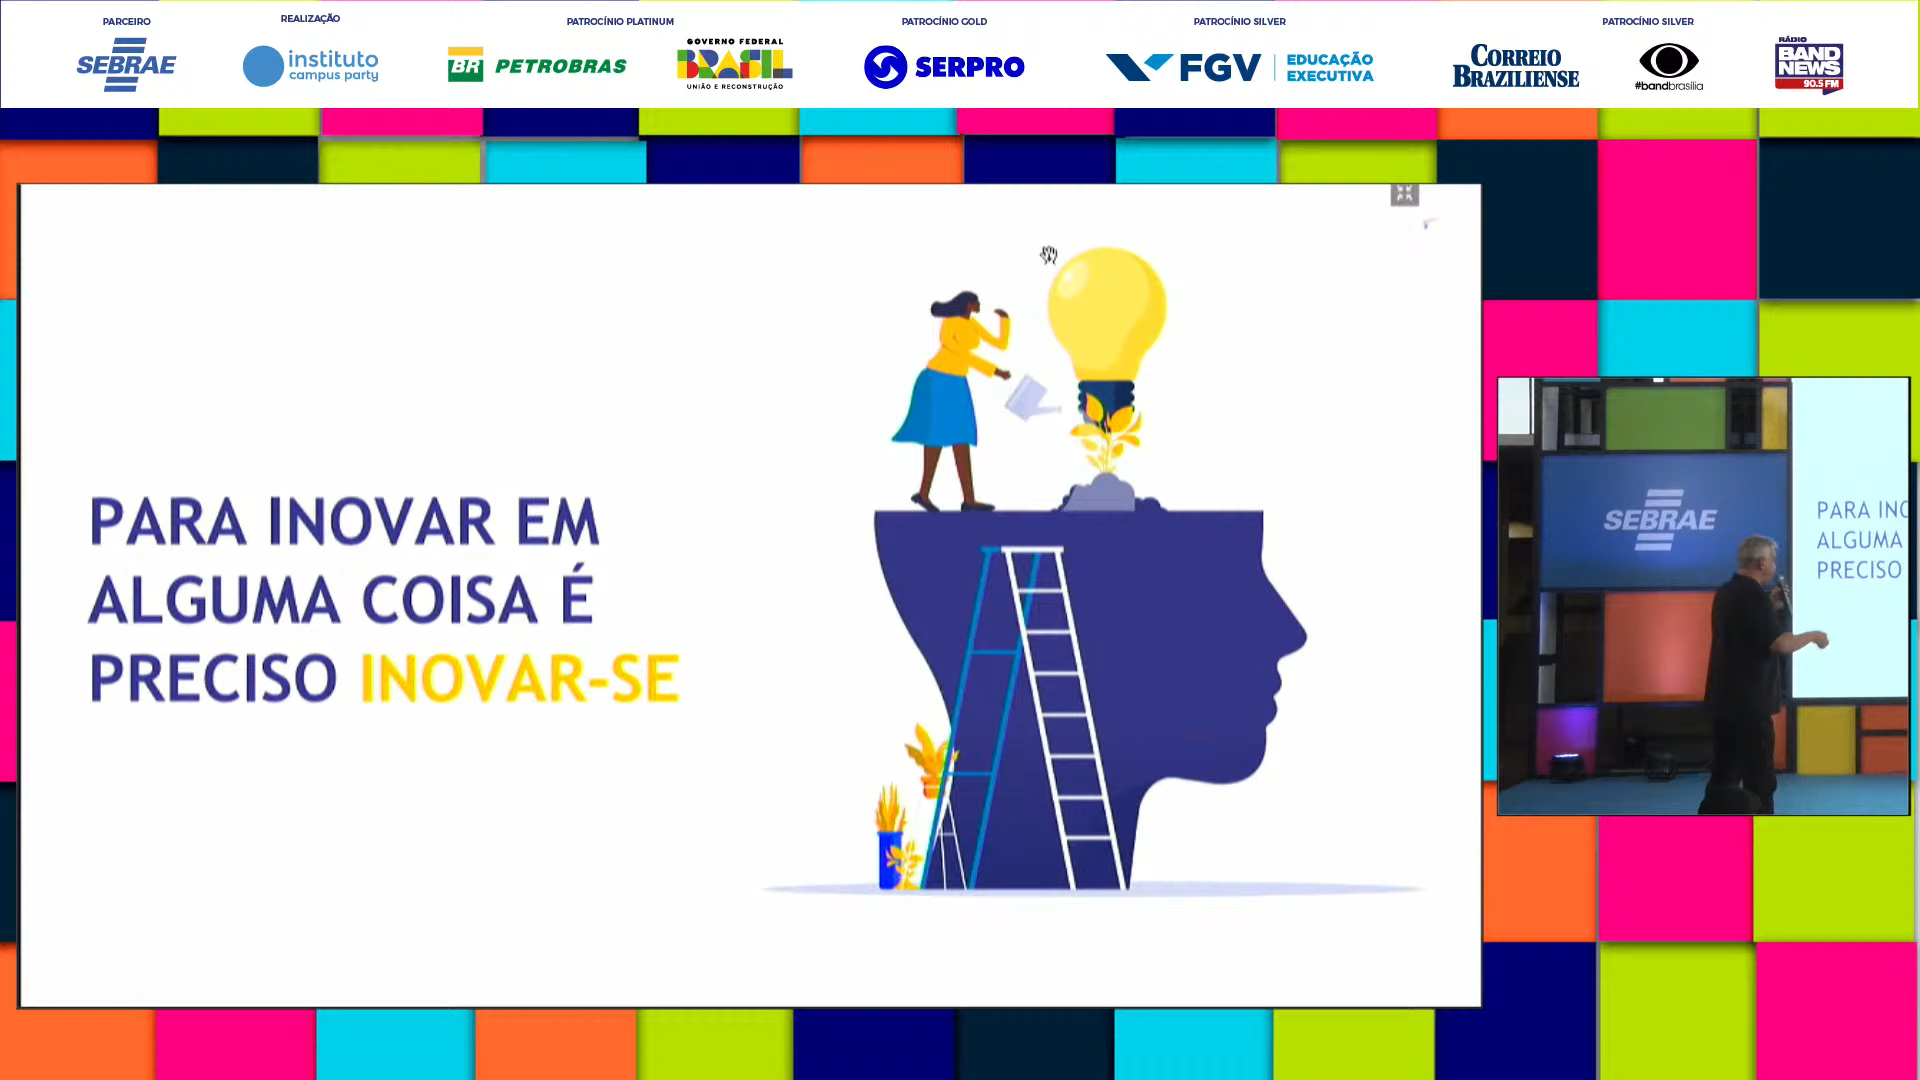 PARCEIRO
SEBRAE
REALIZAÇÃO
instituto
campus party
PATROCÍNIO PLATINUM
BR PETROBRAS
GOVERNO FEDERAL
BRASIL
UNIÃO E RECONSTRUÇÃO
PATROCÍNIO GOLD
SERPRO
PATROCÍNIO SILVER
FGV EDUCAÇÃO
EXECUTIVA
CORREIO
BRAZILIENSE
PATROCÍNIO SILVER
#bandbrasília
RÁDIO
BAND
NEWS
90.5 FM
PARA INOVAR EM
ALGUMA COISA É
PRECISO INOVAR-SE
SEBRAE
PARA INO
ALGUMA
PRECISO